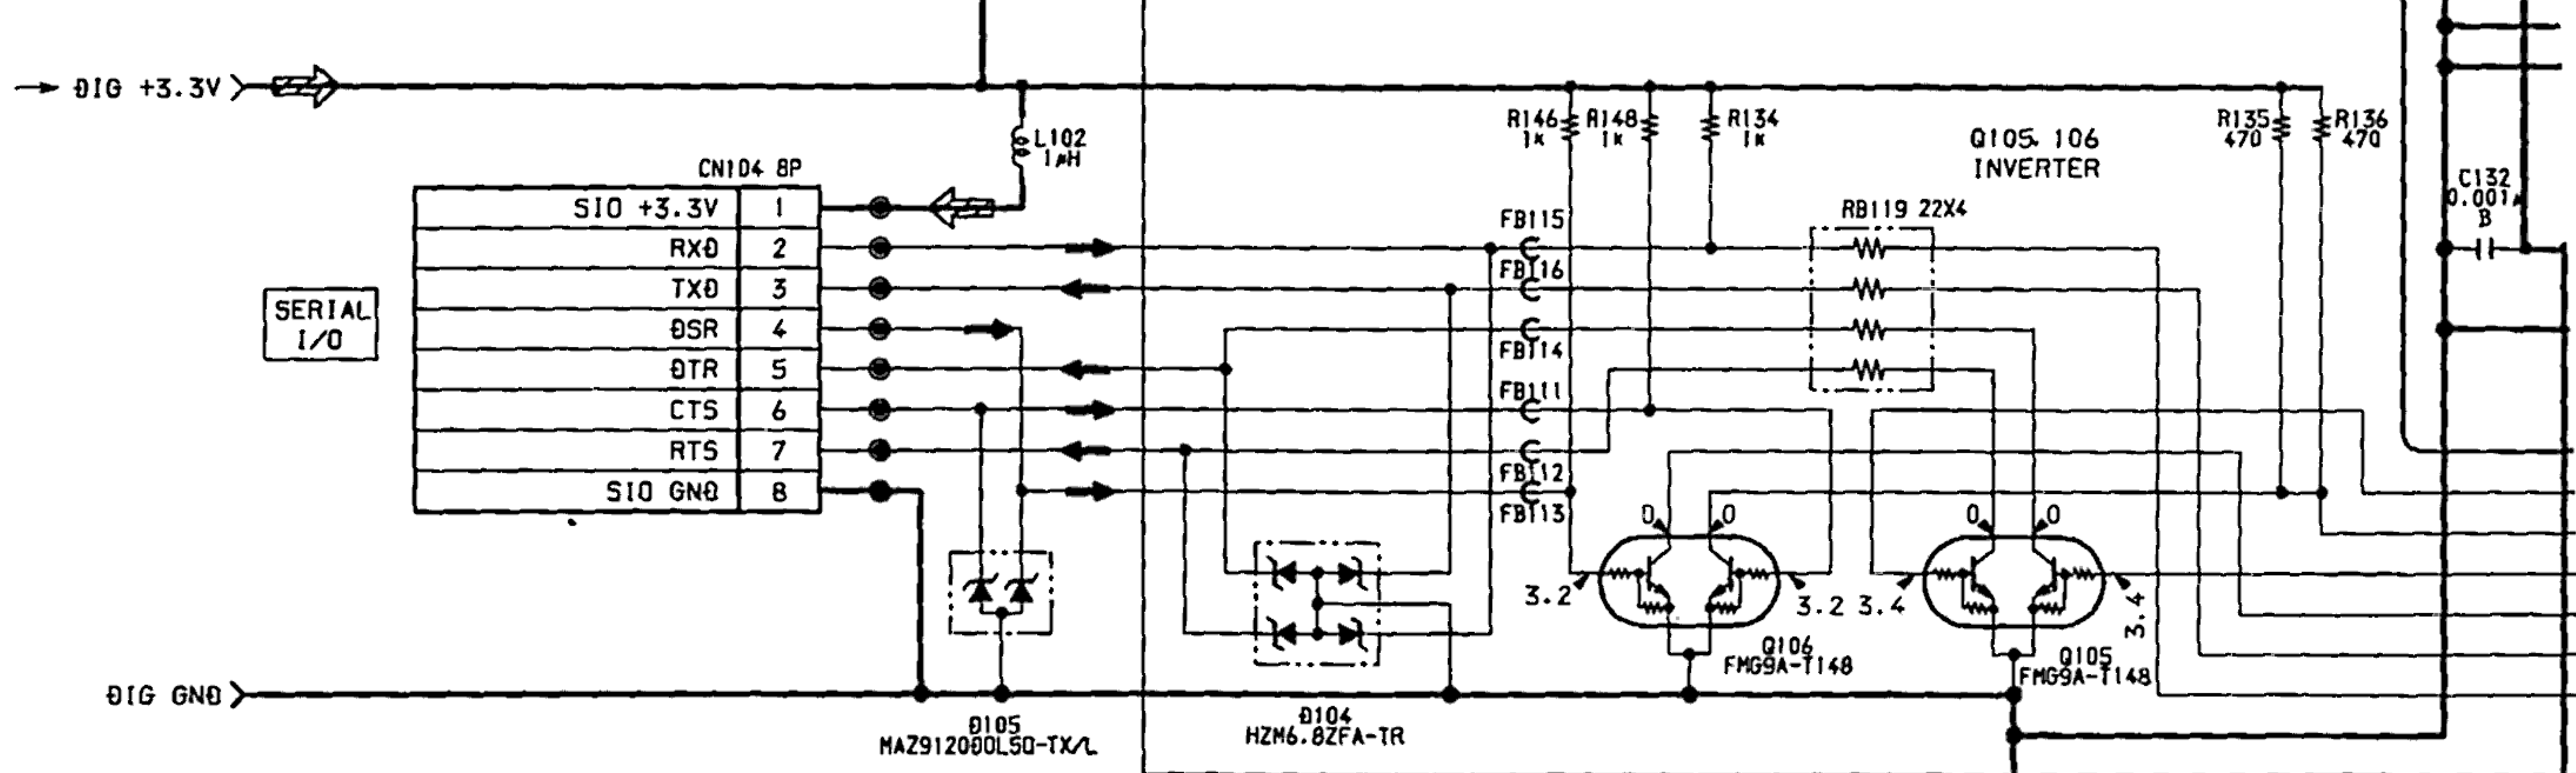 DIG +3.3V
L102
1μH
CN104 8P
SIO +3.3V 1
RXD 2
TXD 3
DSR 4
DTR 5
CTS 6
RTS 7
SIO GND 8
SERIAL
I/O
DIG GND
D105
MAZ912000LSO-TX/L
D104
HZM6.8ZFA-TR
FB115
FB116
FB114
FB111
FB112
FB113
R146
1k
R148
1k
R134
1k
Q105, 106
INVERTER
RB119 22X4
R135
470
R136
470
C132
0.001μ
B
0 0
3.2
3.2
Q106
FMG9A-T148
0 0
3.4
3.4
Q105
FMG9A-T148